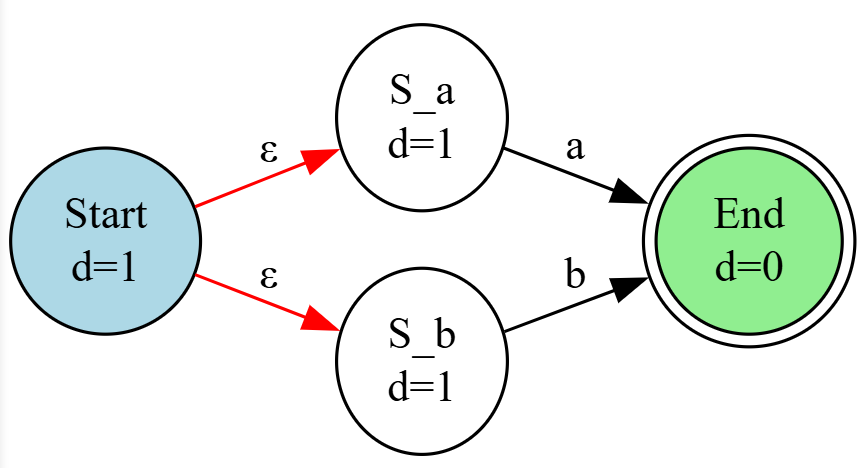 Start
d=1
ε
ε
S_a
d=1
S_b
d=1
a
b
End
d=0